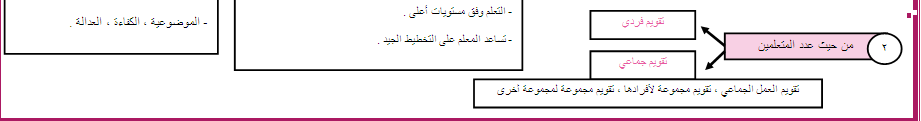 ٢
من حيث عدد المتعلمين
تقويم فردي
تقويم جماعي
تقويم العمل الجماعي ، تقويم مجموعة لأفرادها ، تقويم مجموعة لمجموعة أخرى
- التعلم وفق مستويات أعلى .
- تساعد المعلم على التخطيط الجيد .
- الموضوعية ، الكفاءة ، العدالة .